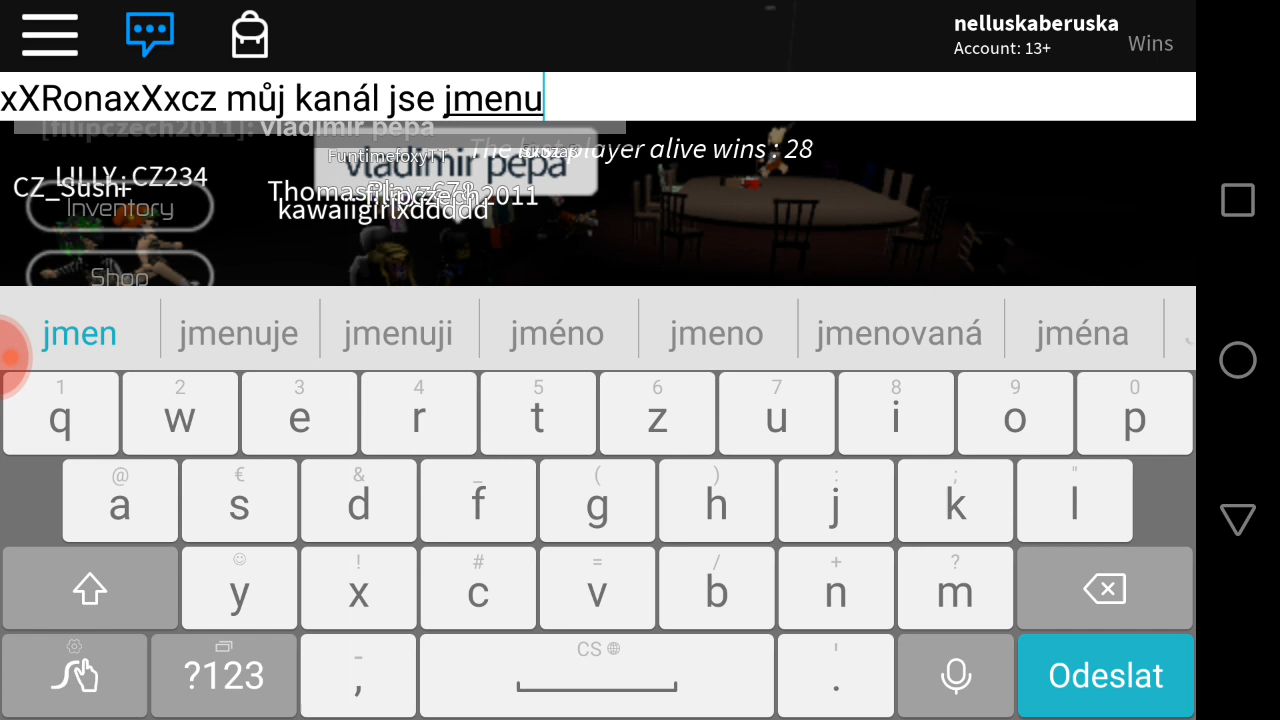 nelluskaberuska
Account: 13+
Wins
xXRonaxXxcz můj kanál jse jmenu
[filipczech2011]: vladimir pepa
The last player alive wins : 28
FuntimefoxyTT
vladimir pepa
LILLY_CZ234
CZ_Sushi
filipczech2011
kawaiigirlxddddd
Inventory
Shop
jmen jmenuje jmenuji jméno jmeno jmenovaná jména
1 2 3 4 5 6 7 8 9 0
q w e r t z u i o p
@ € & _ ( ) : ; "
a s d f g h j k l
! # = / + ?
y x c v b n m
- CS '
?123 , . Odeslat